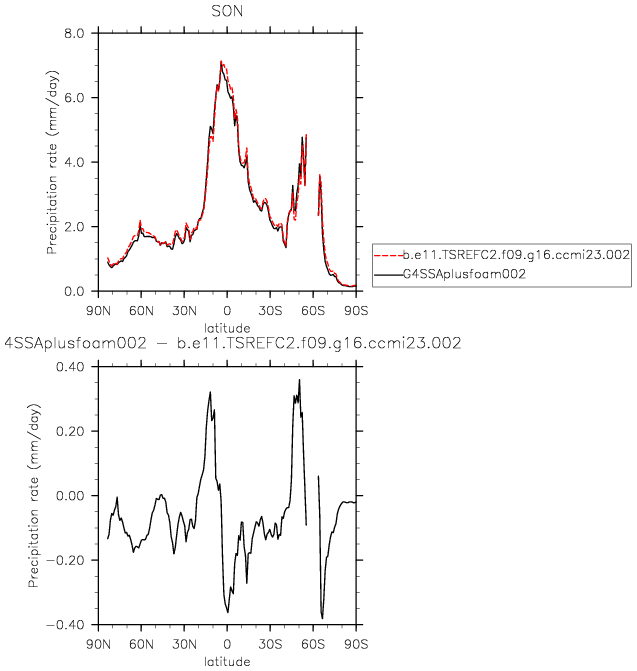 SON
8.0
6.0
4.0
2.0
0.0
Precipitation rate (mm/day)
90N 60N 30N 0 30S 60S 90S
latitude
b.e11.TSREFC2.f09.g16.ccmi23.002
G4SSAplusfoam002
4SSAplusfoam002 – b.e11.TSREFC2.f09.g16.ccmi23.002
0.40
0.20
0.00
−0.20
−0.40
Precipitation rate (mm/day)
90N 60N 30N 0 30S 60S 90S
latitude